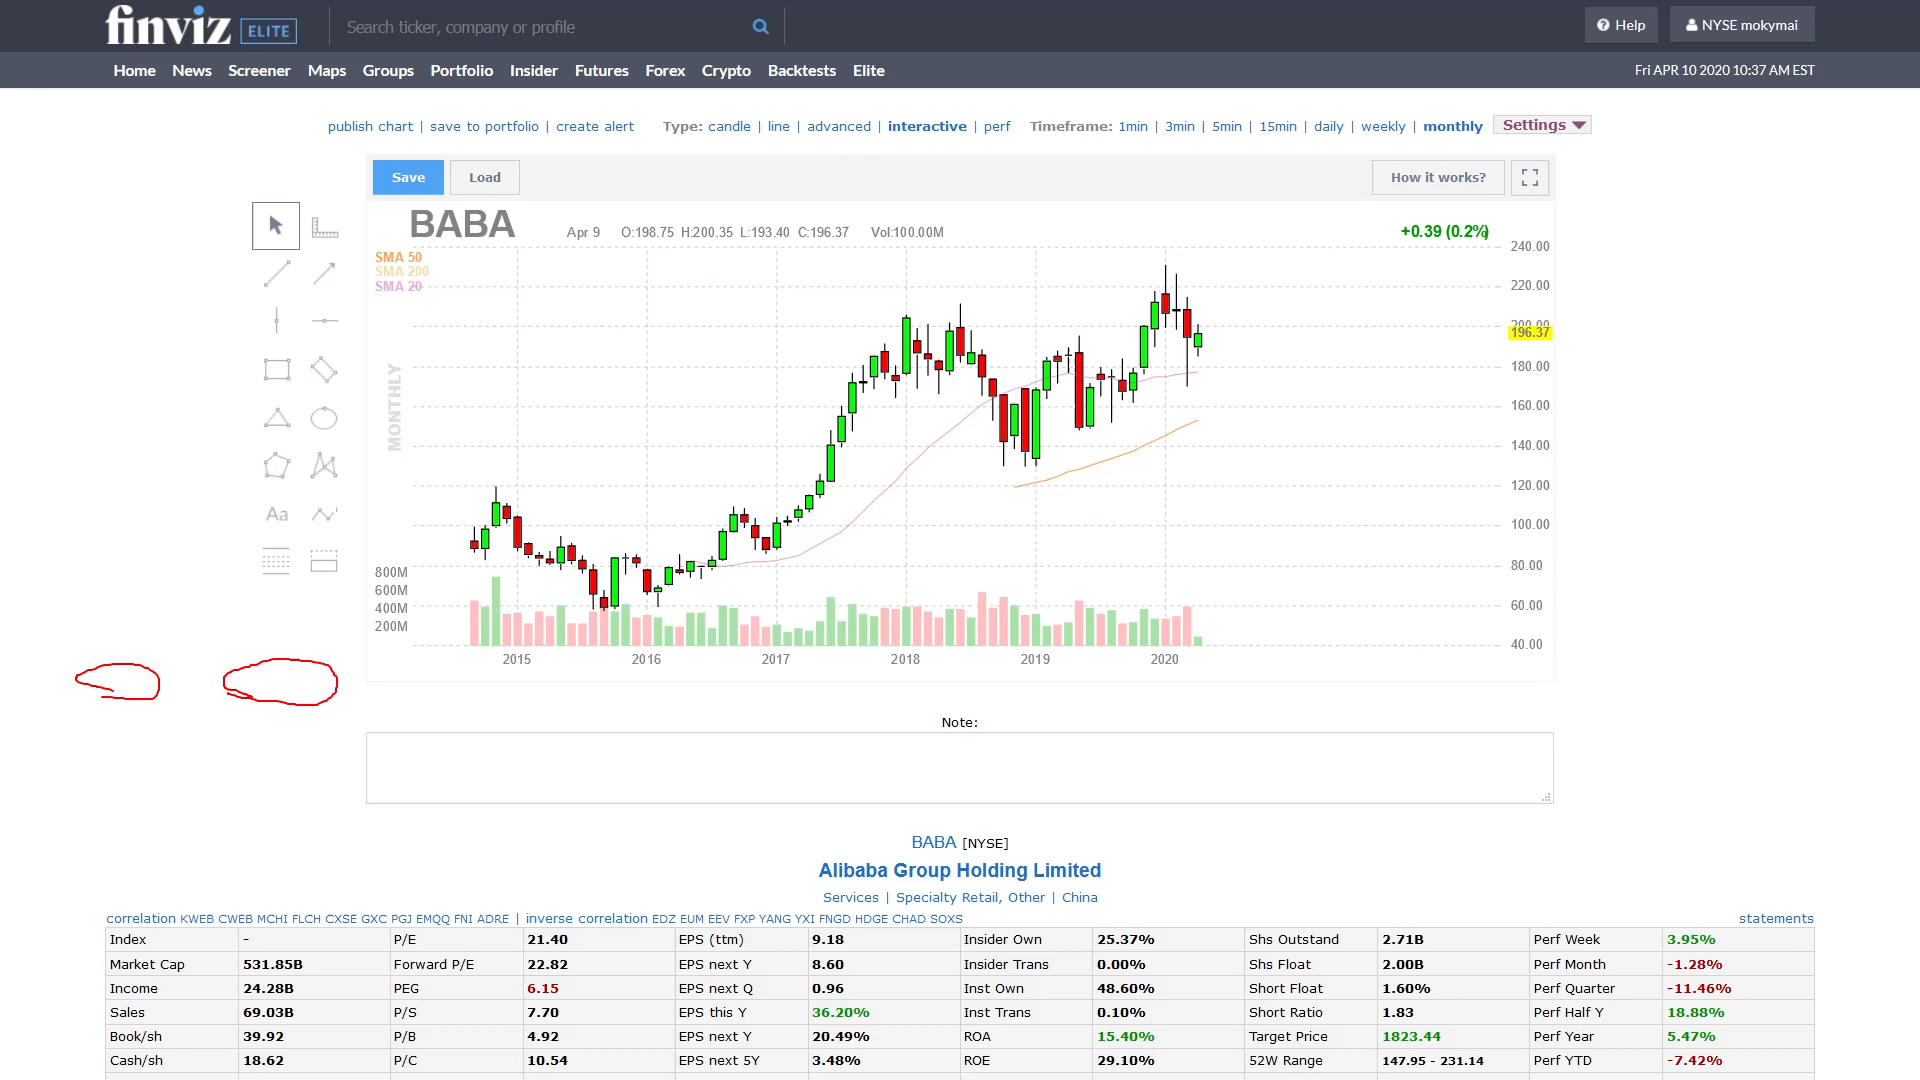 finviz ELITE Search ticker, company or profile Help NYSE mokymai
Home News Screener Maps Groups Portfolio Insider Futures Forex Crypto Backtests Elite Fri APR 10 2020 10:37 AM EST
publish chart | save to portfolio | create alert Type: candle | line | advanced | interactive | perf Timeframe: 1min | 3min | 5min | 15min | daily | weekly | monthly Settings
Save Load How it works?
BABA Apr 9 O:198.75 H:200.35 L:193.40 C:196.37 Vol:100.00M +0.39 (0.2%)
SMA 50
SMA 200
SMA 20
MONTHLY
240.00
220.00
200.00
196.37
180.00
160.00
140.00
120.00
100.00
80.00
60.00
40.00
800M
600M
400M
200M
2015 2016 2017 2018 2019 2020
Aa
Note:
BABA [NYSE]
Alibaba Group Holding Limited
Services | Specialty Retail, Other | China
correlation KWEB CWEB MCHI FLCH CXSE GXC PGJ EMQQ FNI ADRE | inverse correlation EDZ EUM EEV FXP YANG YXI FNGD HDGE CHAD SOXS statements
Index - P/E 21.40 EPS (ttm) 9.18 Insider Own 25.37% Shs Outstand 2.71B Perf Week 3.95%
Market Cap 531.85B Forward P/E 22.82 EPS next Y 8.60 Insider Trans 0.00% Shs Float 2.00B Perf Month -1.28%
Income 24.28B PEG 6.15 EPS next Q 0.96 Inst Own 48.60% Short Float 1.60% Perf Quarter -11.46%
Sales 69.03B P/S 7.70 EPS this Y 36.20% Inst Trans 0.10% Short Ratio 1.83 Perf Half Y 18.88%
Book/sh 39.92 P/B 4.92 EPS next Y 20.49% ROA 15.40% Target Price 1823.44 Perf Year 5.47%
Cash/sh 18.62 P/C 10.54 EPS next 5Y 3.48% ROE 29.10% 52W Range 147.95 - 231.14 Perf YTD -7.42%